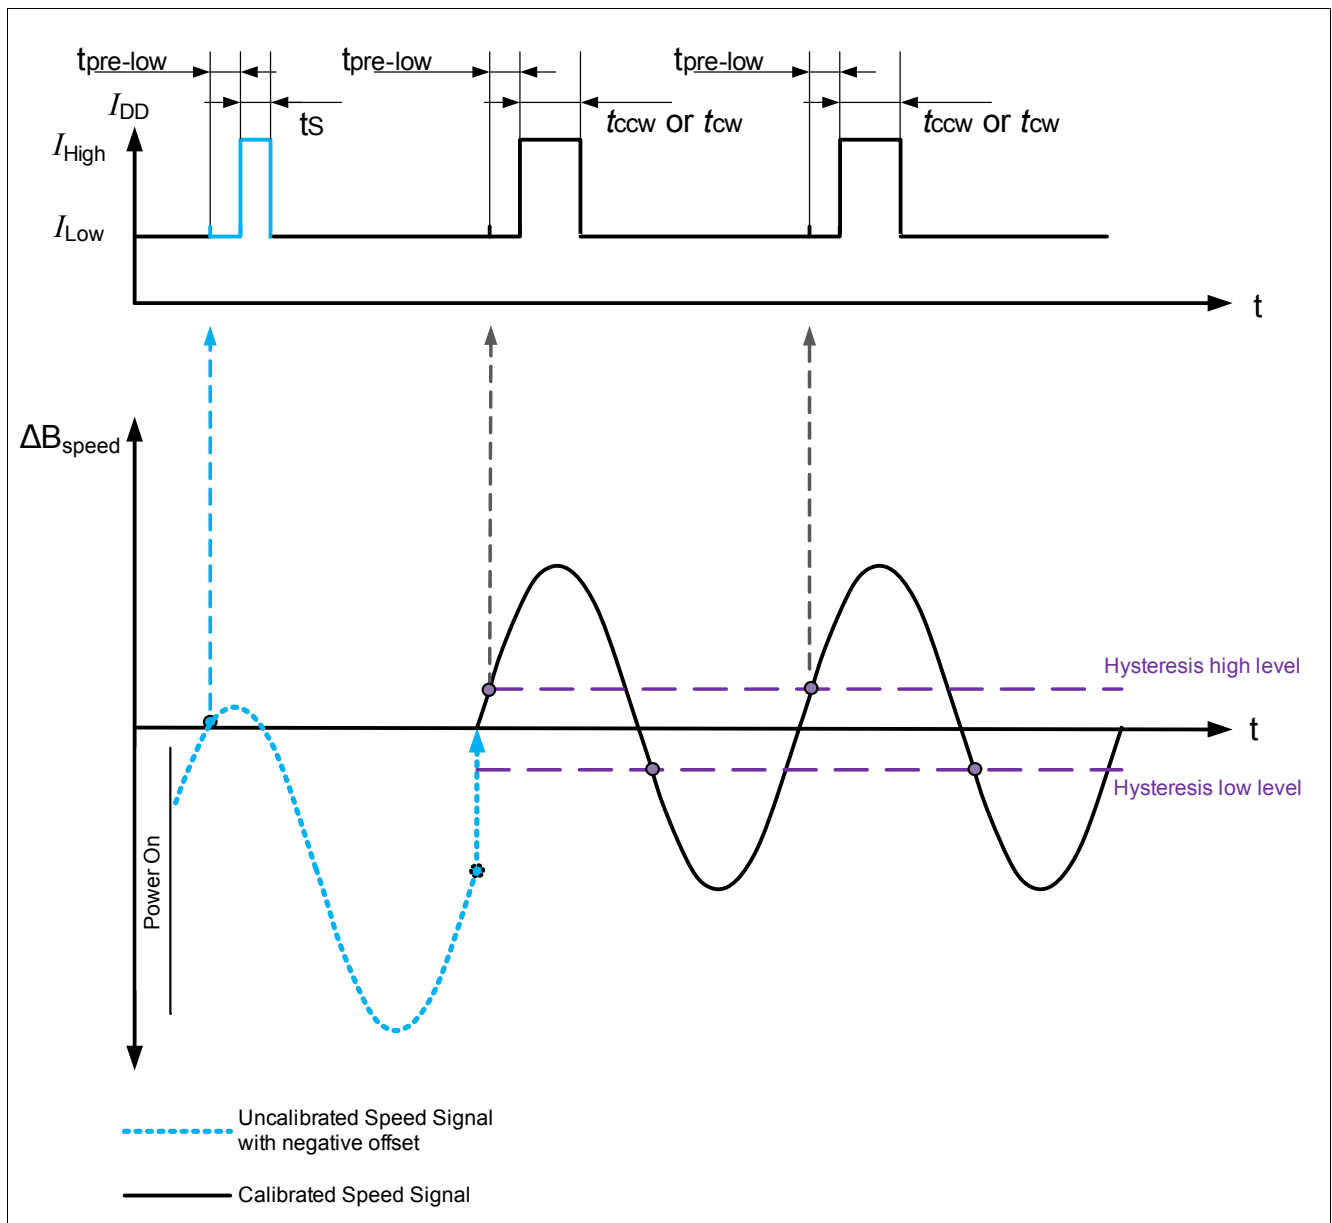 tpre-low tpre-low tpre-low
IDD
tS tccw or tcw tccw or tcw
IHigh
ILow
t
ΔBspeed
Hysteresis high level
t
Hysteresis low level
Power On
Uncalibrated Speed Signal
with negative offset
Calibrated Speed Signal